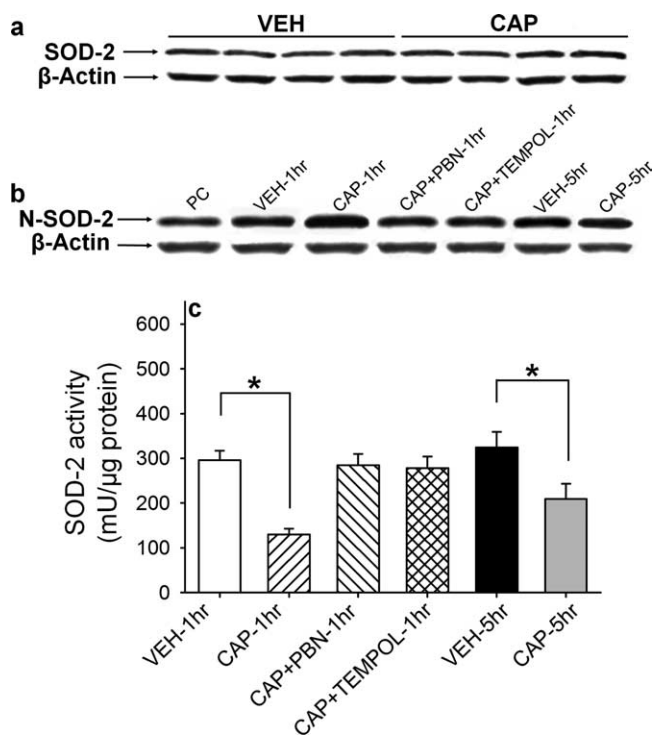 a VEH CAP
SOD-2
β-Actin
b PC VEH-1hr CAP-1hr CAP+PBN-1hr CAP+TEMPOL-1hr VEH-5hr CAP-5hr
N-SOD-2
β-Actin
c
SOD-2 activity
(mU/µg protein)
600
500
400
300
200
100
0
* *
VEH-1hr CAP-1hr CAP+PBN-1hr CAP+TEMPOL-1hr VEH-5hr CAP-5hr